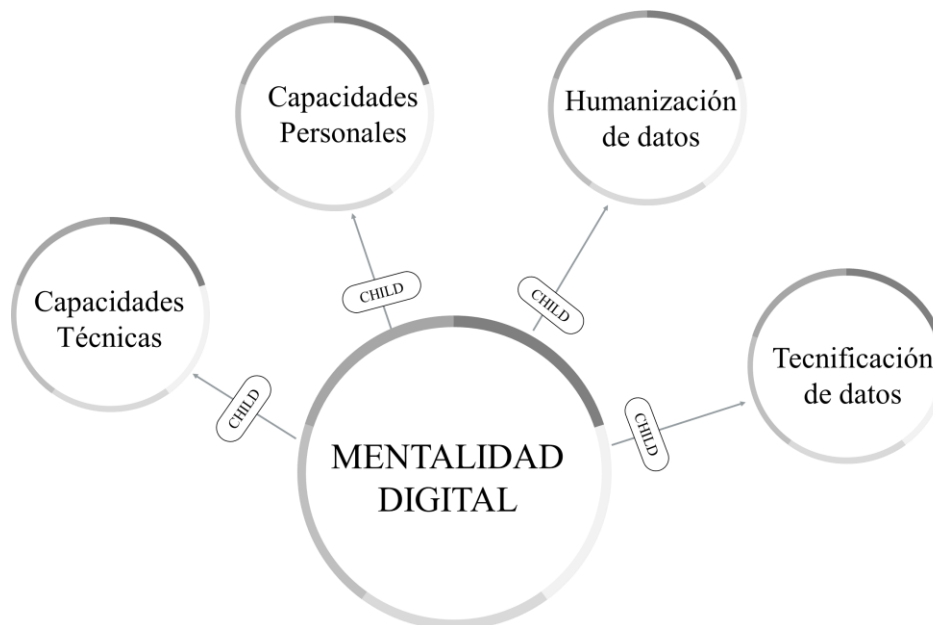 Capacidades
Personales
Humanización
de datos
Capacidades
Técnicas
Tecnificación
de datos
CHILD
CHILD
CHILD
CHILD
MENTALIDAD
DIGITAL